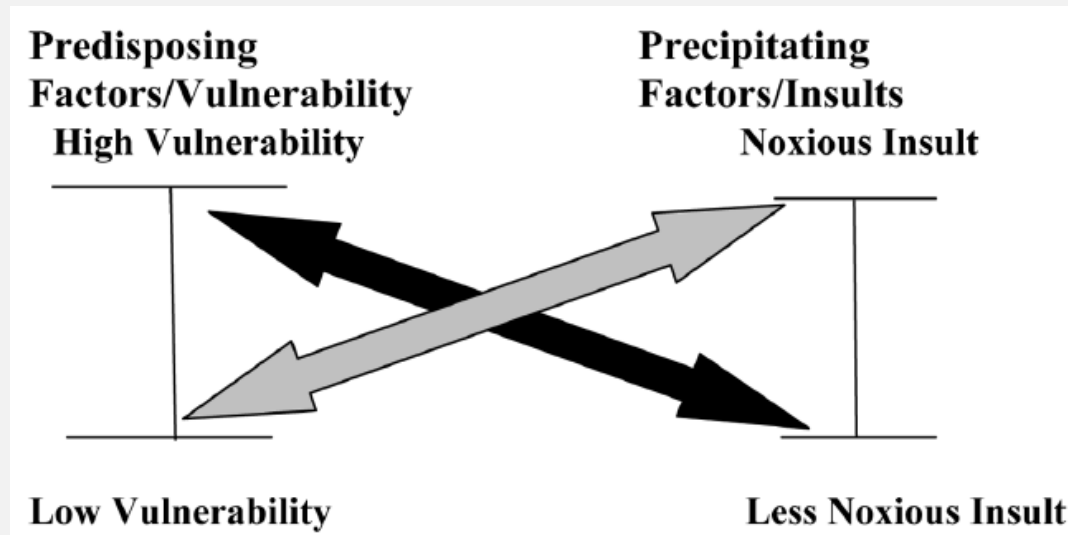 Predisposing
Factors/Vulnerability
High Vulnerability
Precipitating
Factors/Insults
Noxious Insult
Low Vulnerability
Less Noxious Insult